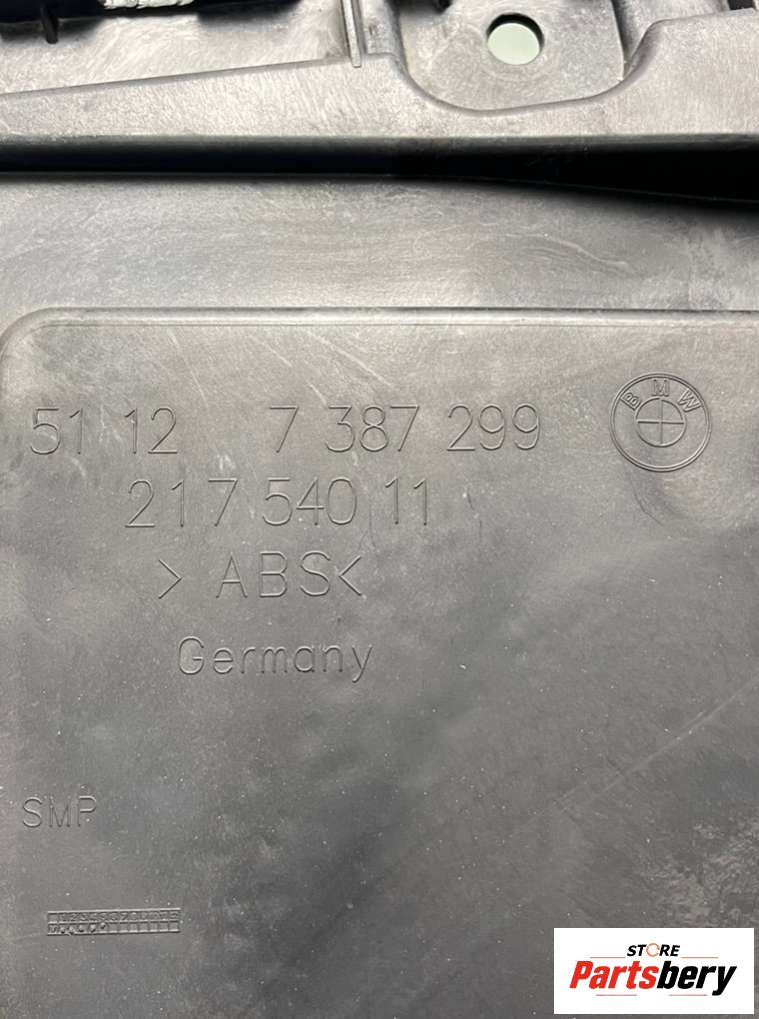 51 12 7 387 299
BMW
217 540 11
> ABS<
Germany
SMP
STORE
Partsbery